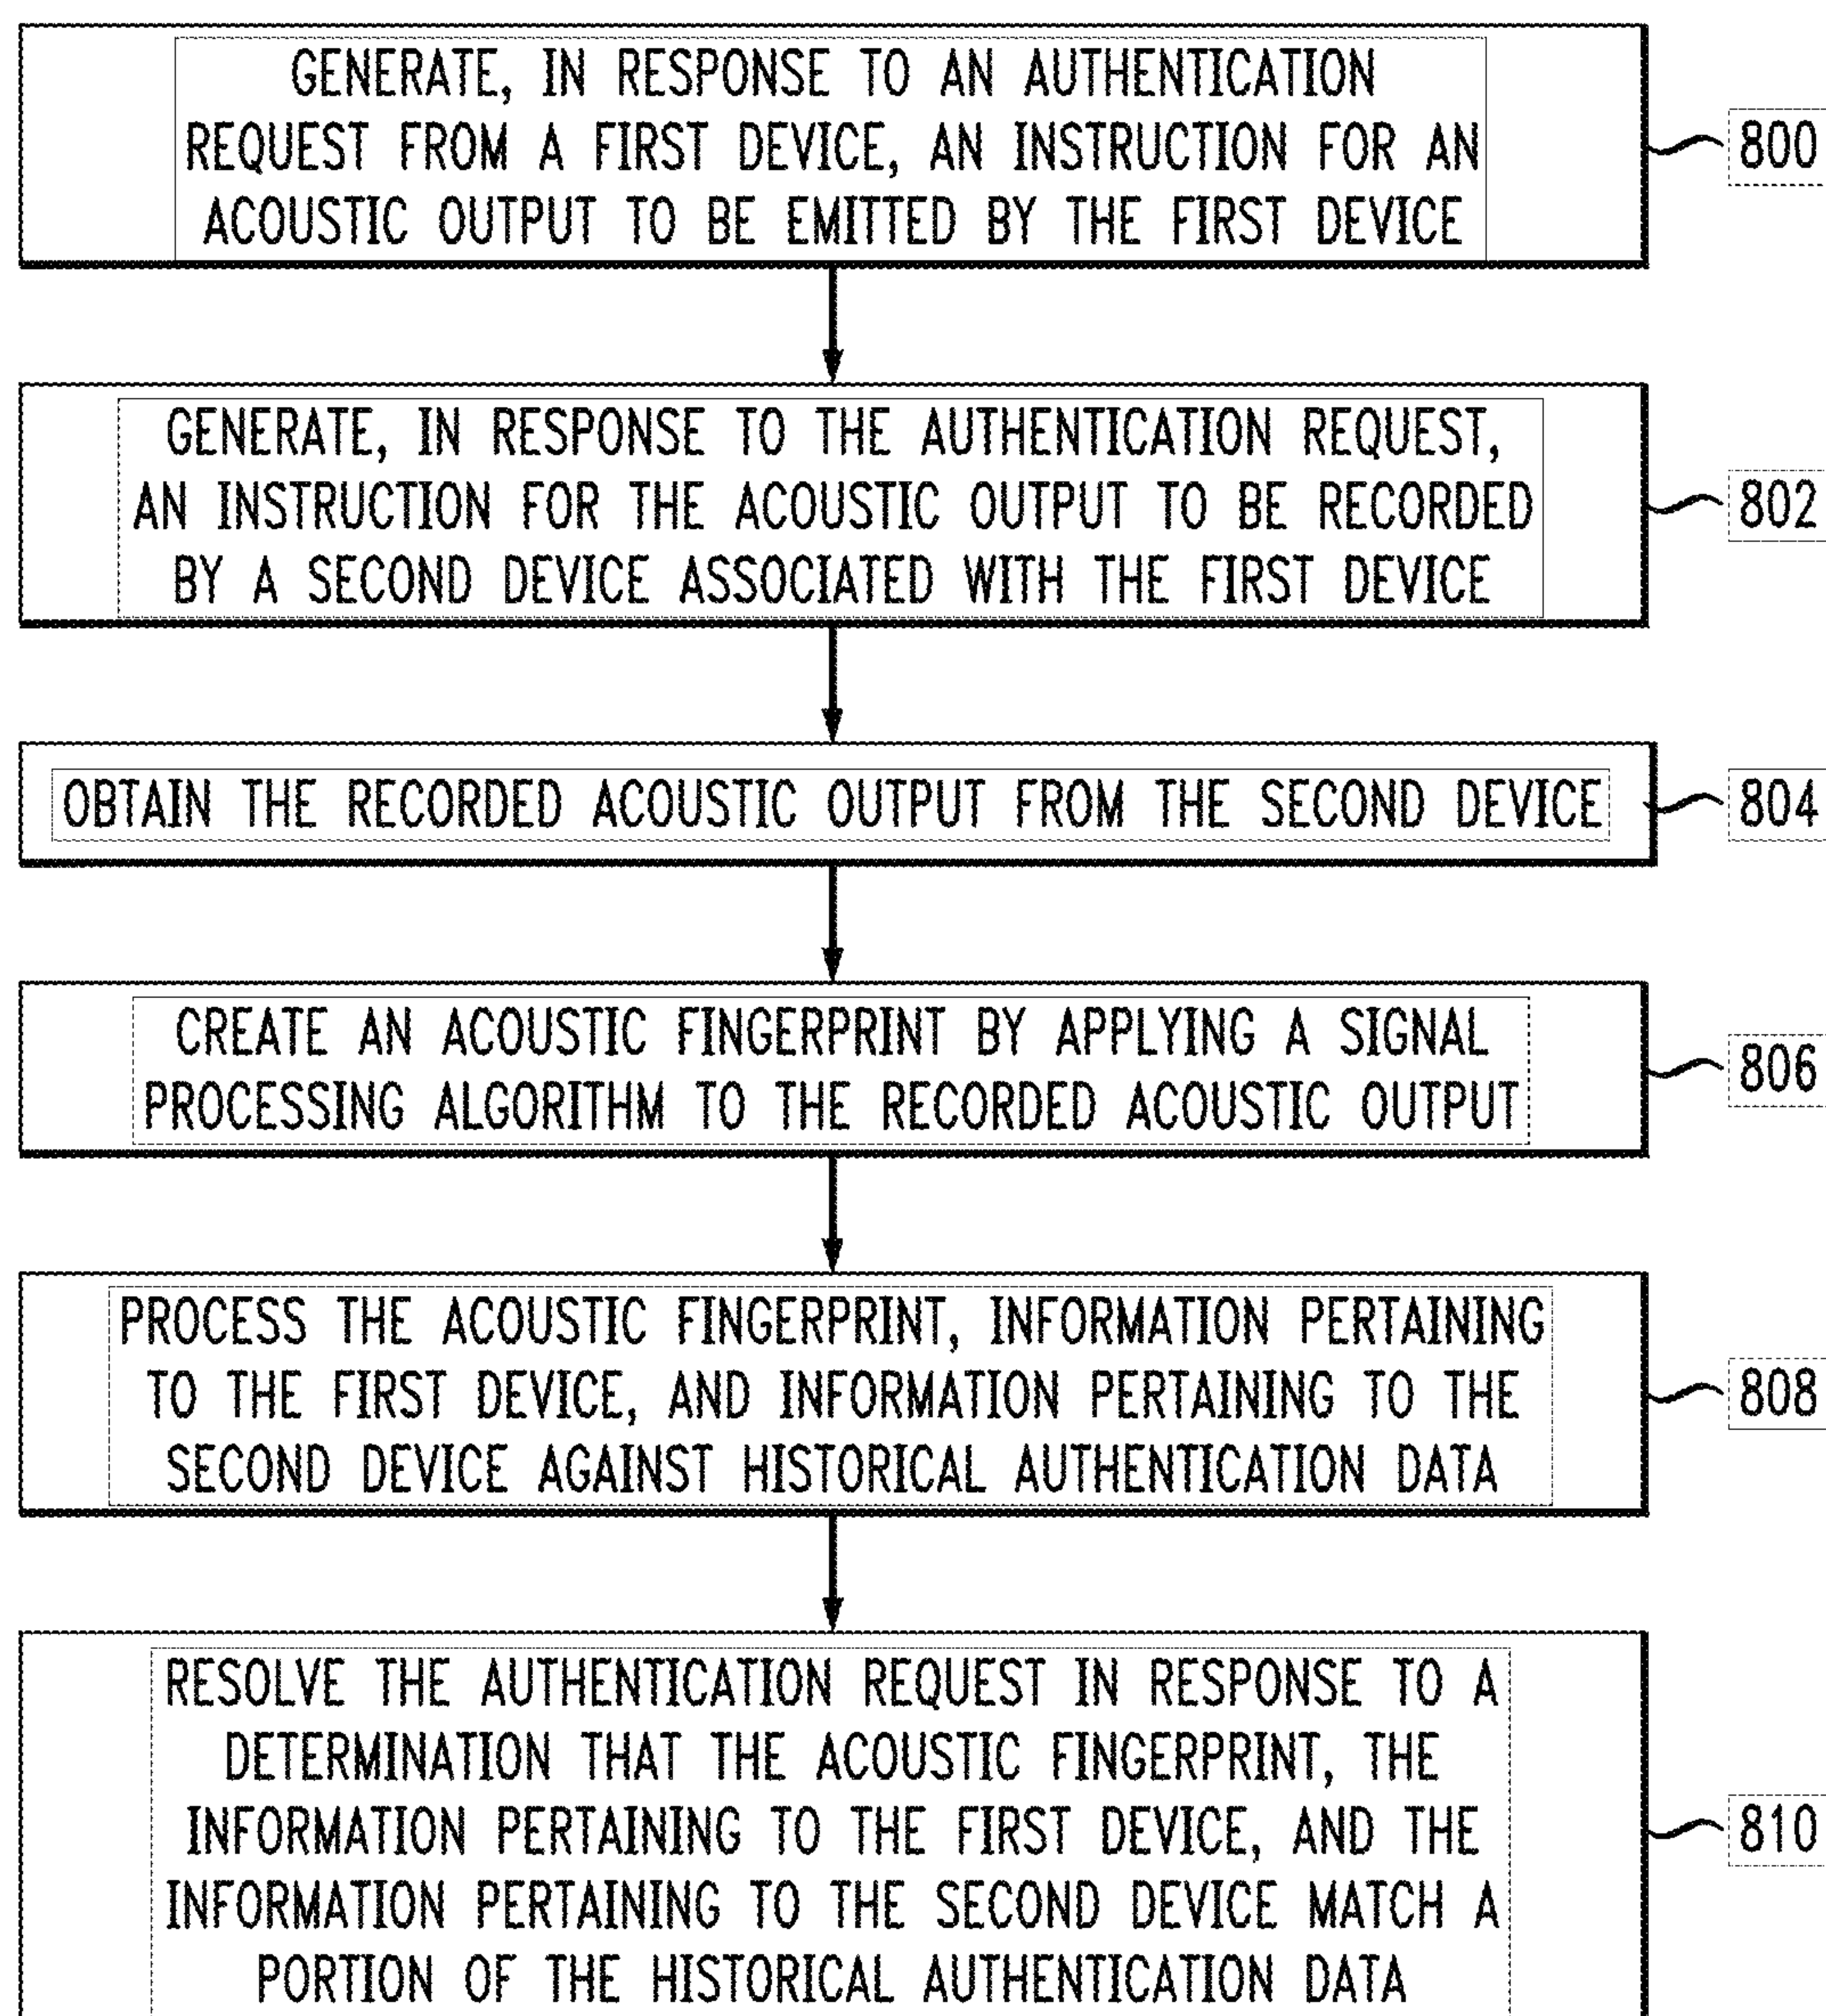 GENERATE, IN RESPONSE TO AN AUTHENTICATION
REQUEST FROM A FIRST DEVICE, AN INSTRUCTION FOR AN
ACOUSTIC OUTPUT TO BE EMITTED BY THE FIRST DEVICE
800
GENERATE, IN RESPONSE TO THE AUTHENTICATION REQUEST,
AN INSTRUCTION FOR THE ACOUSTIC OUTPUT TO BE RECORDED
BY A SECOND DEVICE ASSOCIATED WITH THE FIRST DEVICE
802
OBTAIN THE RECORDED ACOUSTIC OUTPUT FROM THE SECOND DEVICE
804
CREATE AN ACOUSTIC FINGERPRINT BY APPLYING A SIGNAL
PROCESSING ALGORITHM TO THE RECORDED ACOUSTIC OUTPUT
806
PROCESS THE ACOUSTIC FINGERPRINT, INFORMATION PERTAINING
TO THE FIRST DEVICE, AND INFORMATION PERTAINING TO THE
SECOND DEVICE AGAINST HISTORICAL AUTHENTICATION DATA
808
RESOLVE THE AUTHENTICATION REQUEST IN RESPONSE TO A
DETERMINATION THAT THE ACOUSTIC FINGERPRINT, THE
INFORMATION PERTAINING TO THE FIRST DEVICE, AND THE
INFORMATION PERTAINING TO THE SECOND DEVICE MATCH A
PORTION OF THE HISTORICAL AUTHENTICATION DATA
810